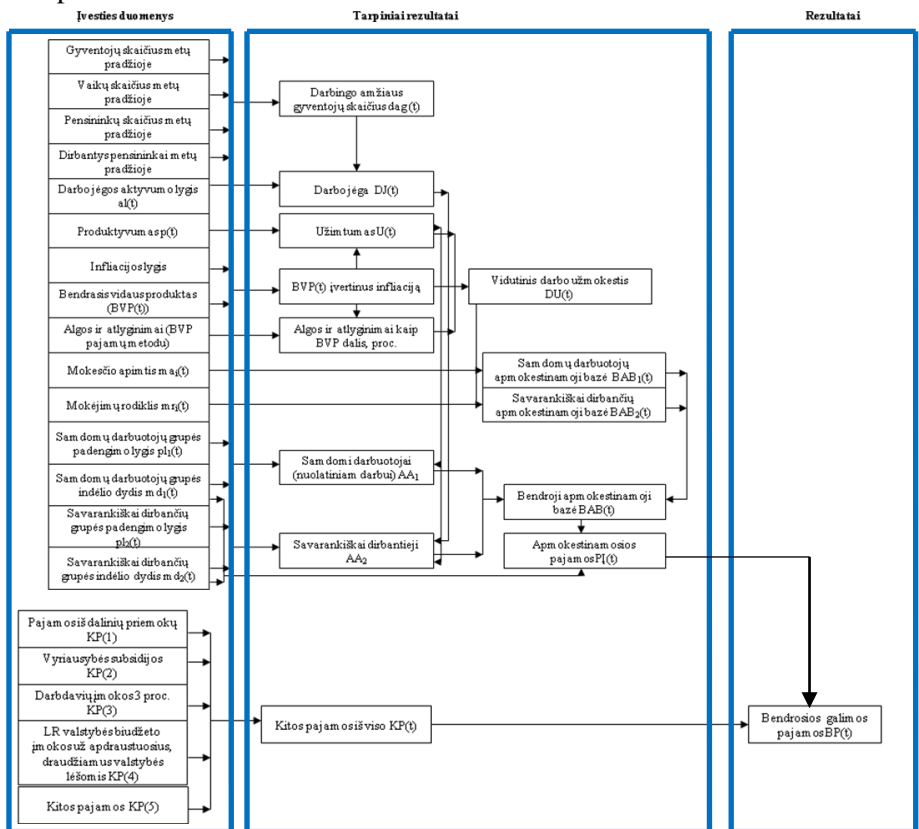 Įvesties duomenys
Tarpiniai rezultatai
Rezultatai
Gyventojų skaičius metų
pradžioje
Vaikų skaičius metų
pradžioje
Pensininkų skaičius metų
pradžioje
Dirbantys pensininkai metų
pradžioje
Darbo jėgos aktyvumo lygis
al(t)
Produktyvumas p(t)
Infliacijos lygis
Bendrasis vidaus produktas
(BVP(t))
Algos ir atlyginimai (BVP
pajamų metodu)
Mokesčio apimtis maᵢ(t)
Mokėjimų rodiklis mrᵢ(t)
Samdomų darbuotojų grupės
padengimo lygis pl₁(t)
Samdomų darbuotojų grupės
indėlio dydis md₁(t)
Savarankiškai dirbančių
grupės padengimo lygis
pl₂(t)
Savarankiškai dirbančių
grupės indėlio dydis md₂(t)
Pajamos iš dalinių priemokų
KP(1)
Vyriausybės subsidijos
KP(2)
Darbdavių įmokos 3 proc.
KP(3)
LR valstybės biudžeto
įmokos už apdraustuosius,
draudžiamus valstybės
lėšomis KP(4)
Kitos pajamos KP(5)
Darbingo amžiaus
gyventojų skaičius dag(t)
Darbo jėga DJ(t)
Užimtumas U(t)
BVP(t) įvertinus infliaciją
Algos ir atlyginimai kaip
BVP dalis, proc.
Samdomi darbuotojai
(nuolatiniam darbui) AA₁
Savarankiškai dirbantieji
AA₂
Kitos pajamos iš viso KP(t)
Vidutinis darbo užmokestis
DU(t)
Samdomų darbuotojų
apmokestinamoji bazė BAB₁(t)
Savarankiškai dirbančių
apmokestinamoji bazė BAB₂(t)
Bendroji apmokestinamoji
bazė BAB(t)
Apmokestinamosios
pajamos PĮ(t)
Bendrosios galimos
pajamos BP(t)